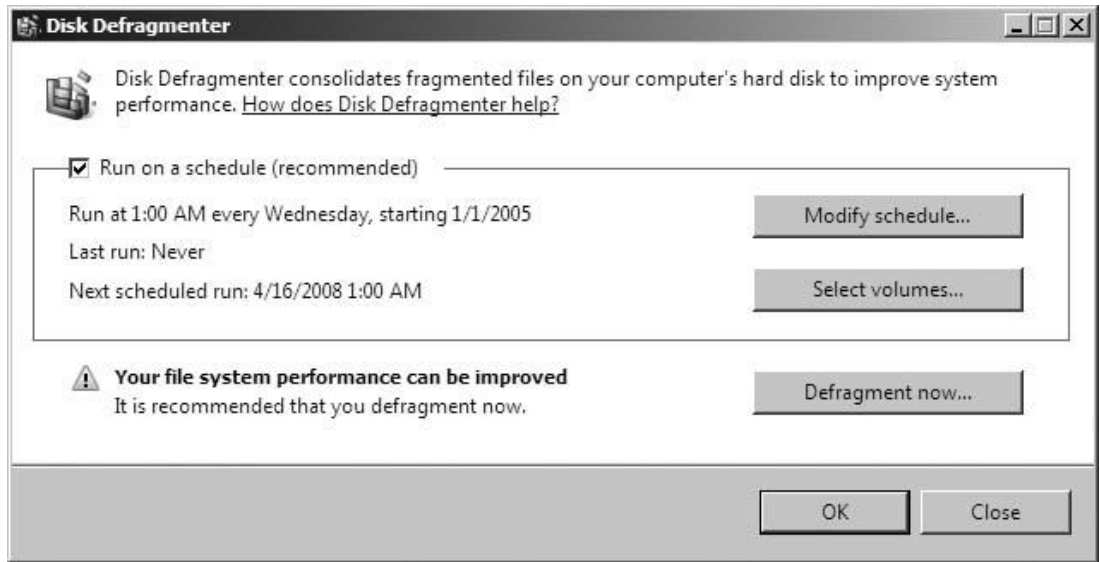 Disk Defragmenter
Disk Defragmenter consolidates fragmented files on your computer's hard disk to improve system
performance. How does Disk Defragmenter help?
Run on a schedule (recommended)
Run at 1:00 AM every Wednesday, starting 1/1/2005
Modify schedule...
Last run: Never
Next scheduled run: 4/16/2008 1:00 AM
Select volumes...
Your file system performance can be improved
It is recommended that you defragment now.
Defragment now...
OK
Close